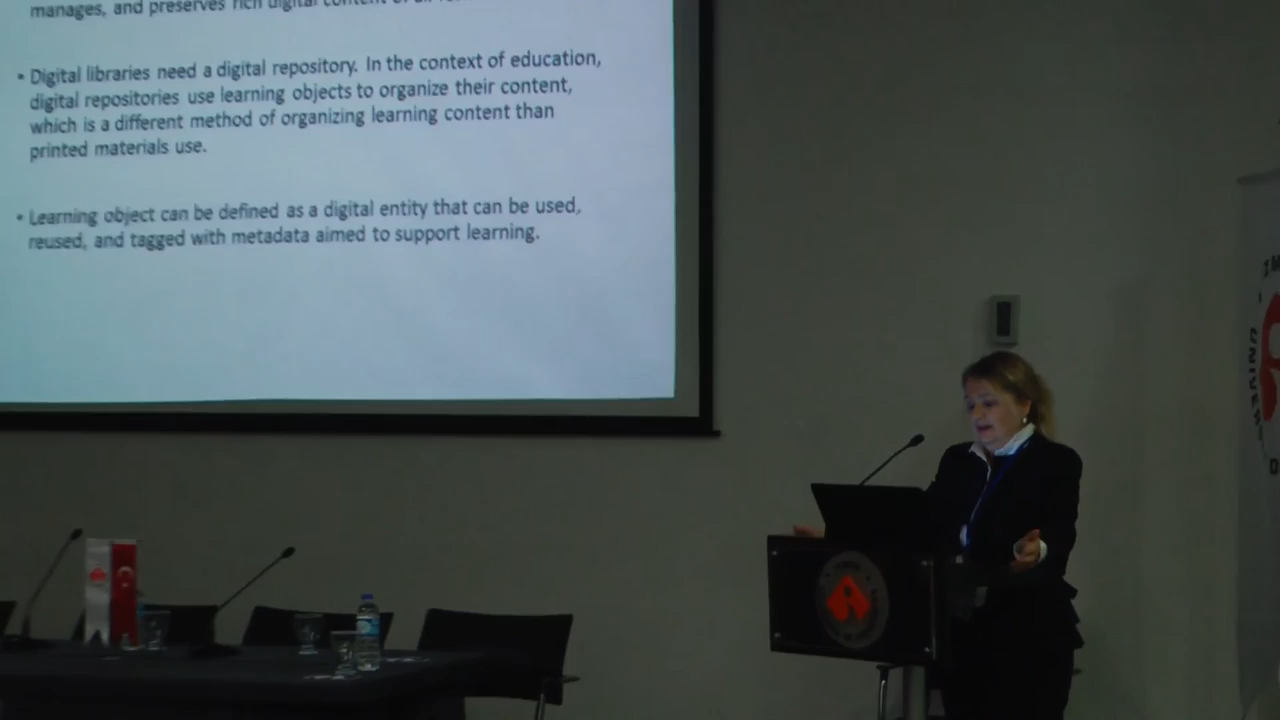 manages, and preserves rich digital content of all
• Digital libraries need a digital repository. In the context of education,
digital repositories use learning objects to organize their content,
which is a different method of organizing learning content than
printed materials use.
• Learning object can be defined as a digital entity that can be used,
reused, and tagged with metadata aimed to support learning.